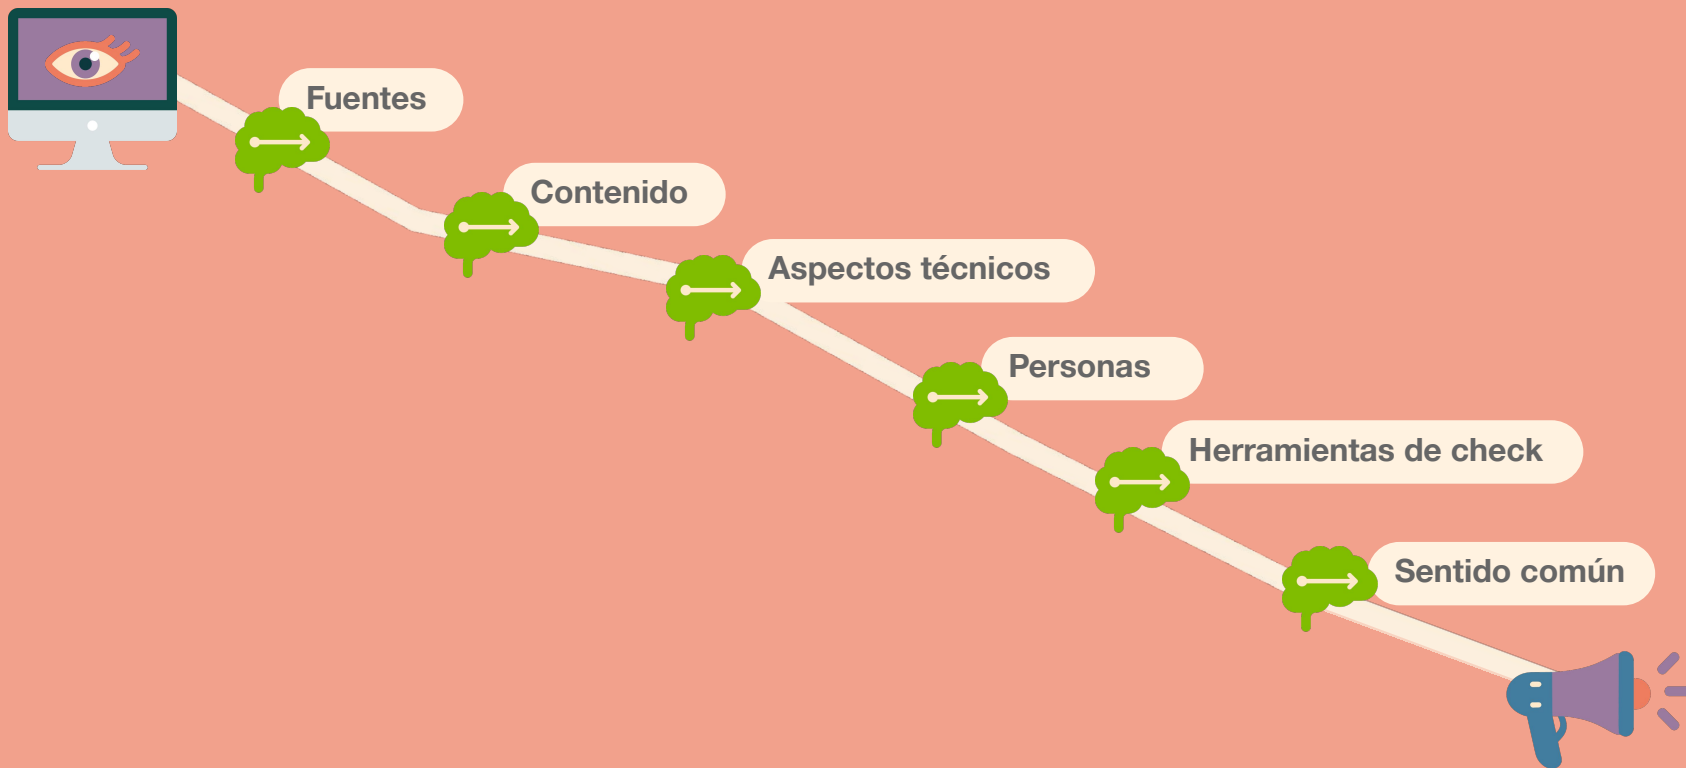 Fuentes
Contenido
Aspectos técnicos
Personas
Herramientas de check
Sentido común